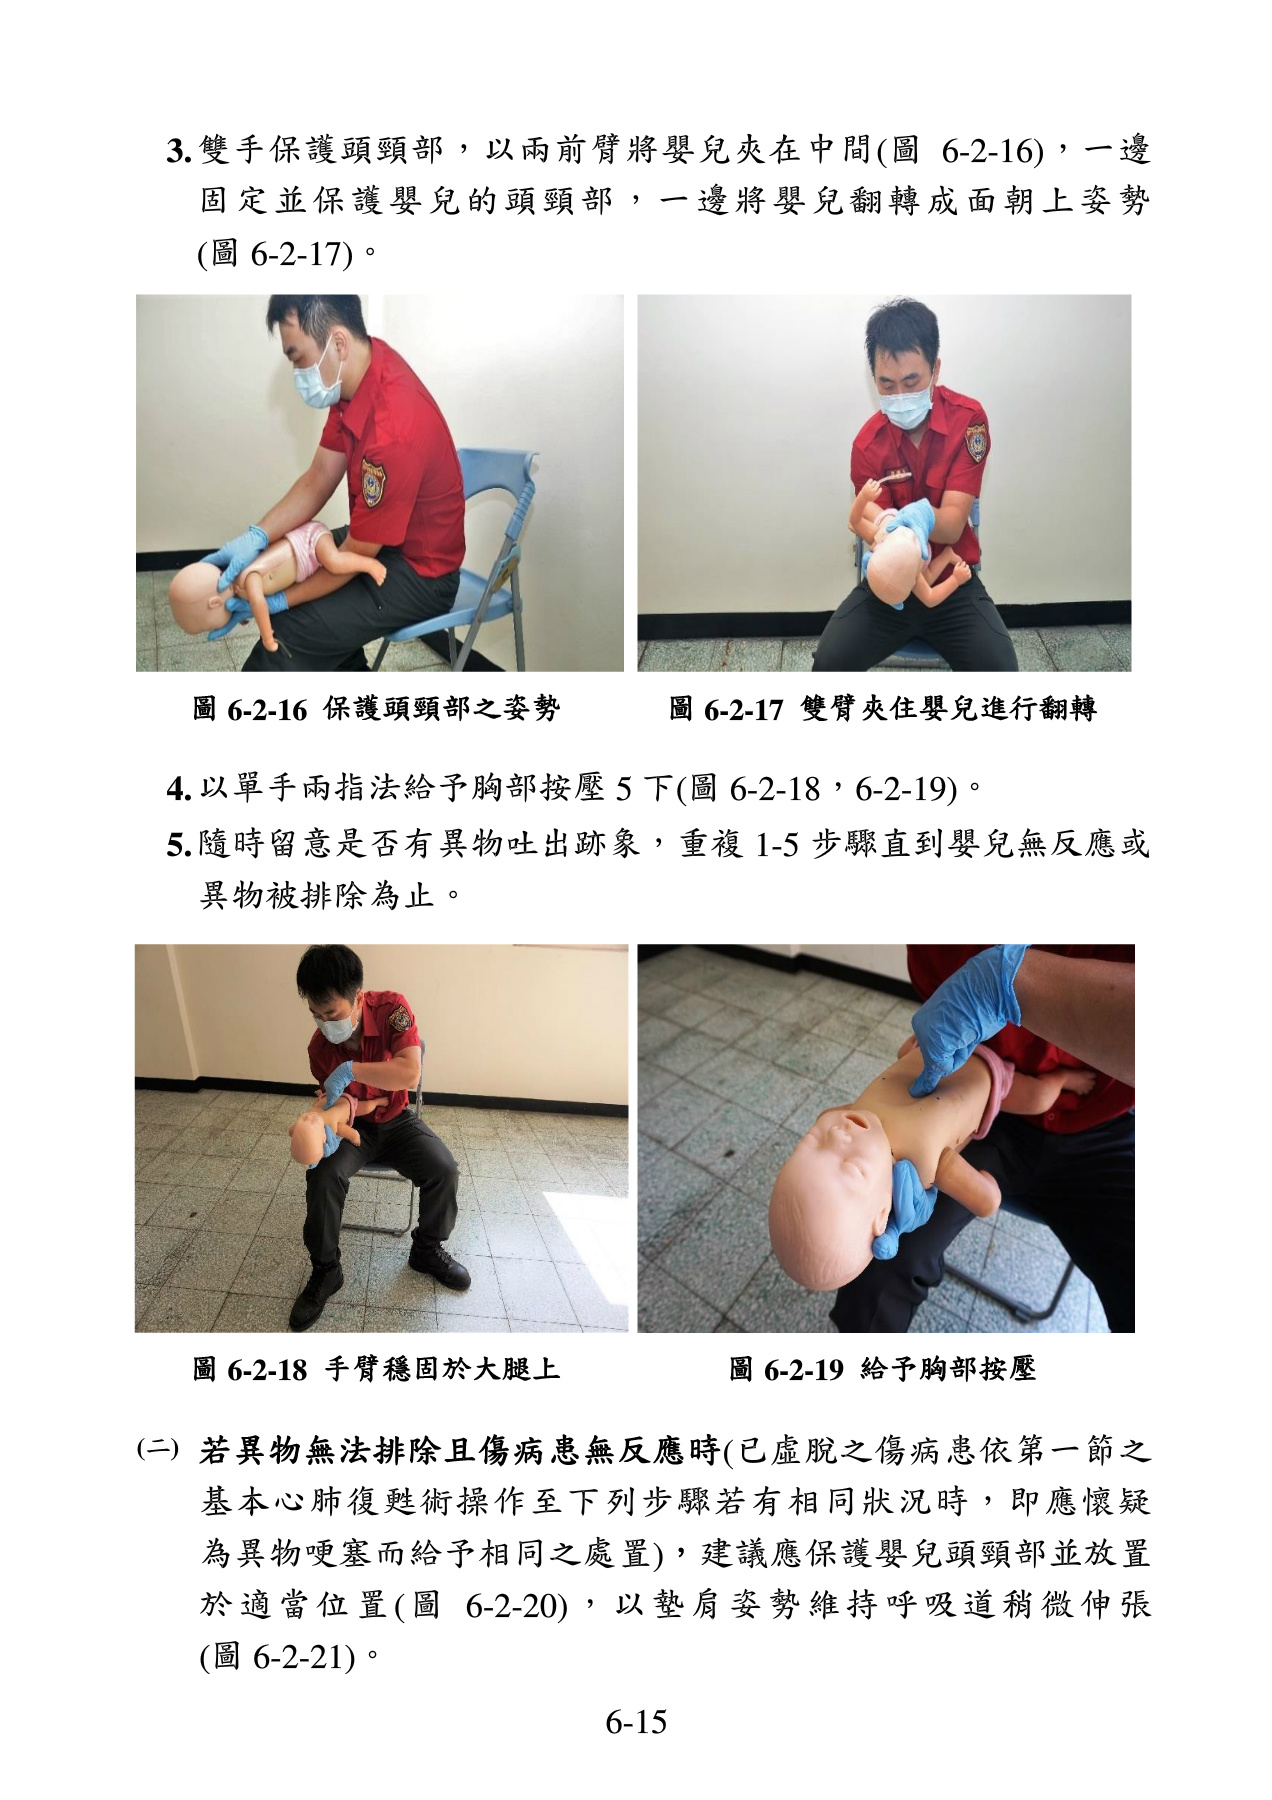 3.雙手保護頭頸部，以兩前臂將嬰兒夾在中間(圖 6-2-16)，一邊
固定並保護嬰兒的頭頸部，一邊將嬰兒翻轉成面朝上姿勢
(圖 6-2-17)。
圖 6-2-16 保護頭頸部之姿勢
圖 6-2-17 雙臂夾住嬰兒進行翻轉
4.以單手兩指法給予胸部按壓 5 下(圖 6-2-18，6-2-19)。
5.隨時留意是否有異物吐出跡象，重複 1-5 步驟直到嬰兒無反應或
異物被排除為止。
圖 6-2-18 手臂穩固於大腿上
圖 6-2-19 給予胸部按壓
(二) 若異物無法排除且傷病患無反應時(已虛脫之傷病患依第一節之
基本心肺復甦術操作至下列步驟若有相同狀況時，即應懷疑
為異物哽塞而給予相同之處置)，建議應保護嬰兒頭頸部並放置
於適當位置(圖 6-2-20)，以墊肩姿勢維持呼吸道稍微伸張
(圖 6-2-21)。
6-15